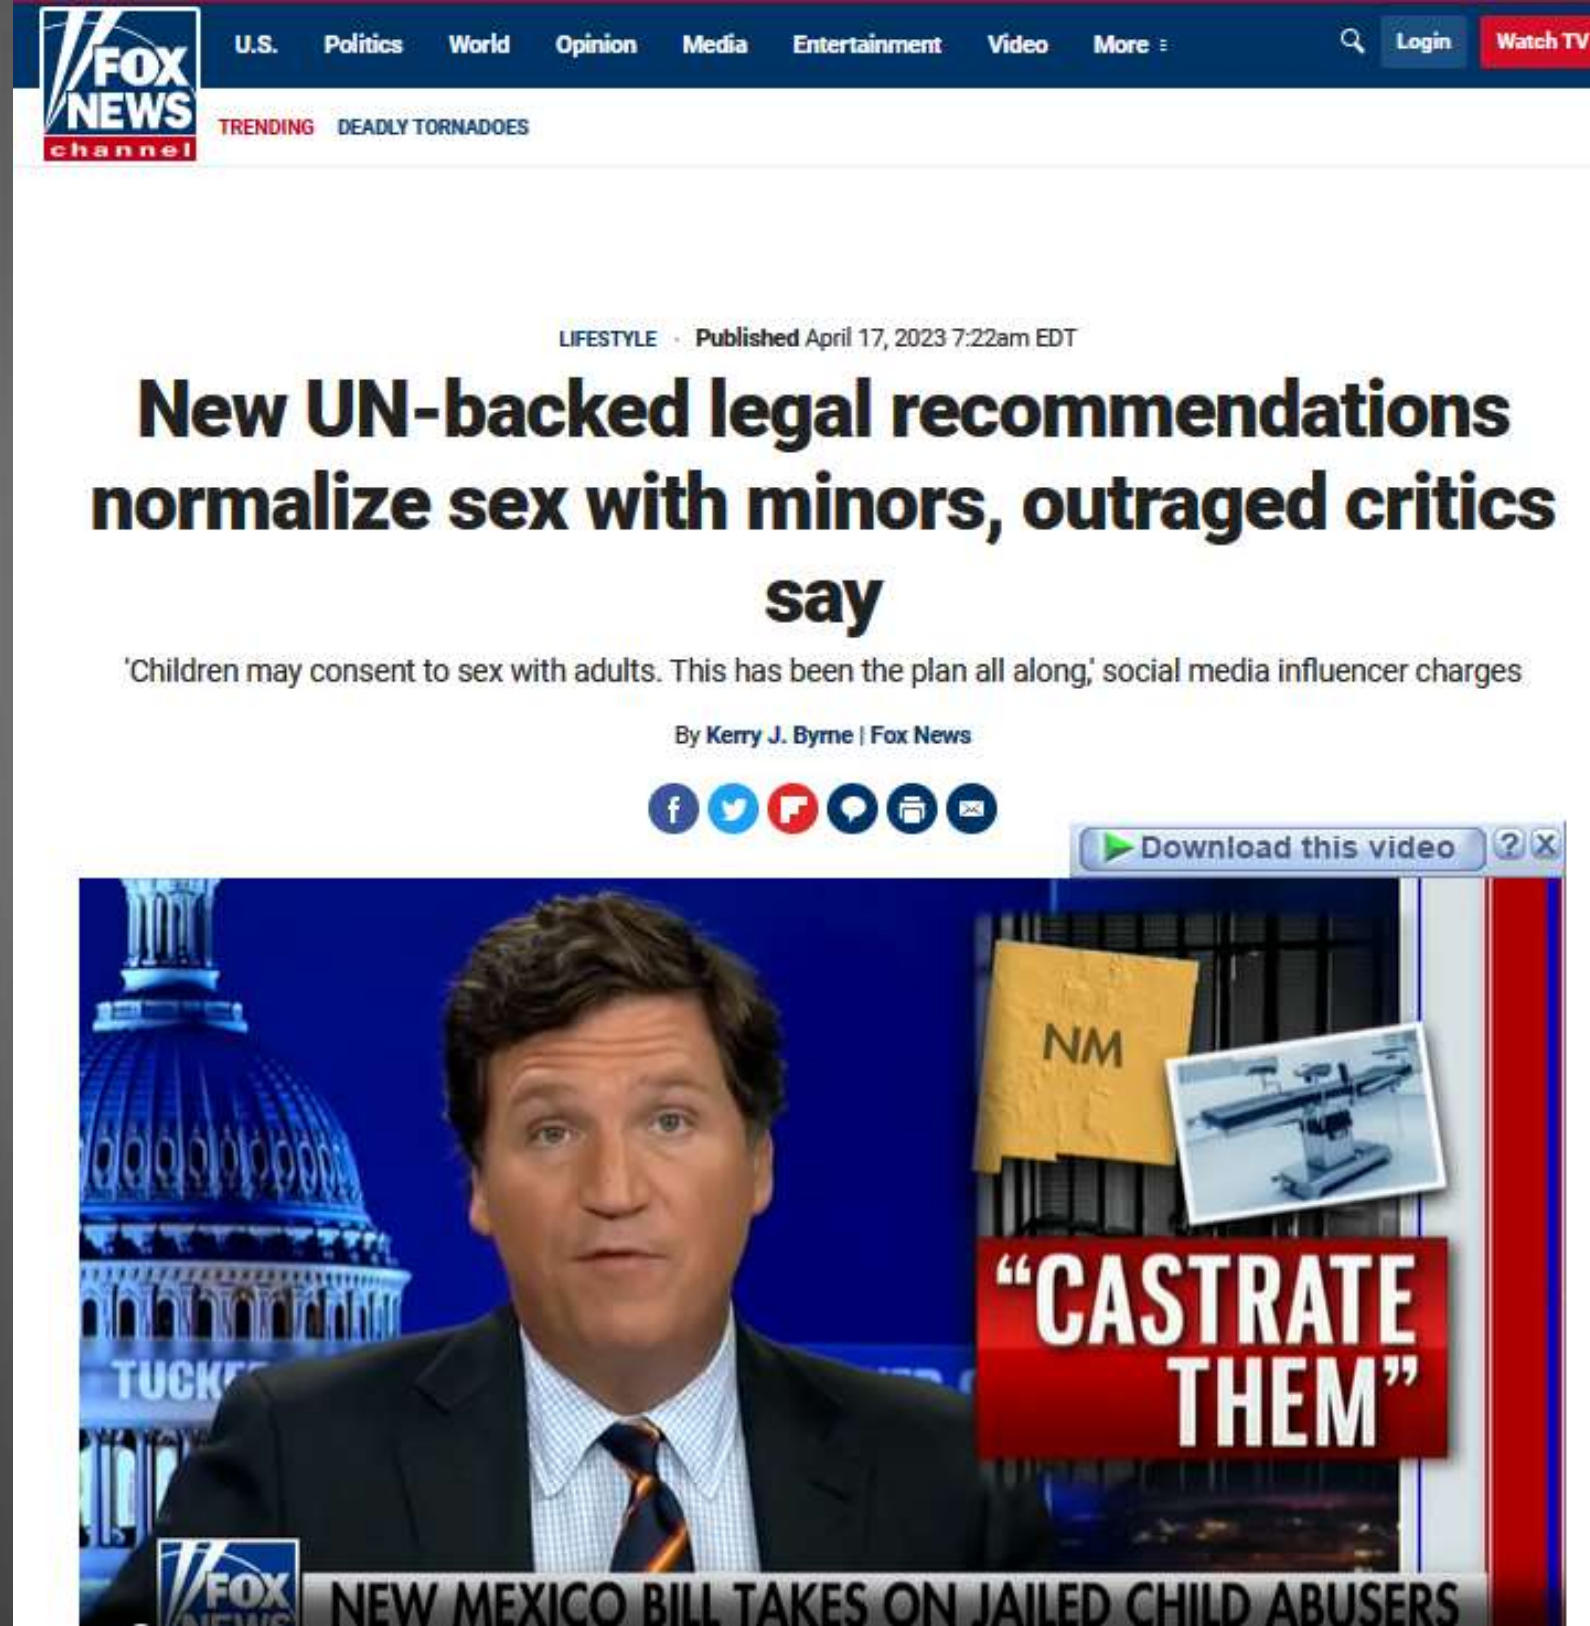 FOX
NEWS
channel
U.S. Politics World Opinion Media Entertainment Video More Login Watch TV
TRENDING DEADLY TORNADOES
LIFESTYLE · Published April 17, 2023 7:22am EDT
New UN-backed legal recommendations
normalize sex with minors, outraged critics
say
'Children may consent to sex with adults. This has been the plan all along,' social media influencer charges
By Kerry J. Byrne | Fox News
Download this video ? X
NM
"CASTRATE
THEM"
FOX
NEWS
NEW MEXICO BILL TAKES ON JAILED CHILD ABUSERS